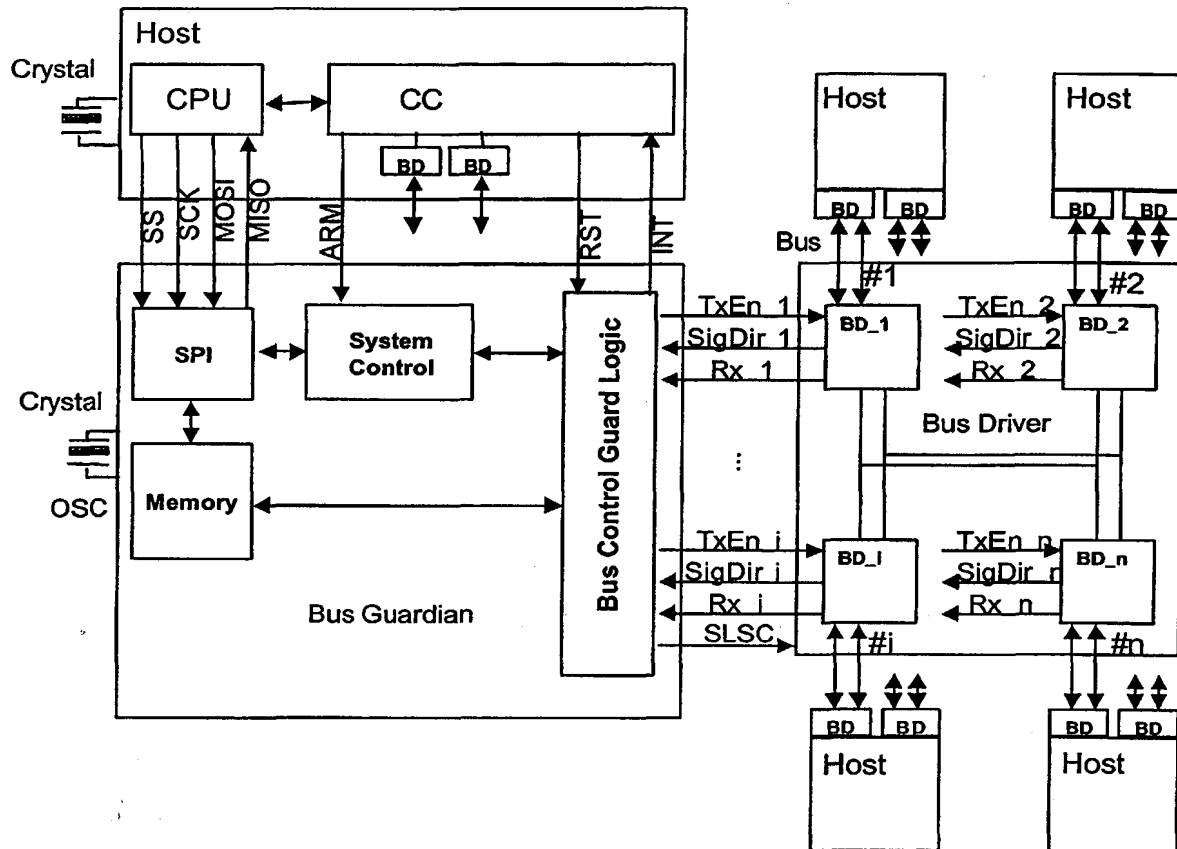 Host
Crystal
CPU
CC
BD
BD
SS
SCK
MOSI
MISO
ARM
RST
INT
Host
Host
BD
BD
BD
BD
Bus
#1
#2
SPI
System
Control
Bus Control Guard Logic
TxEn_1
SigDir_1
Rx_1
BD_1
TxEn_2
SigDir_2
Rx_2
BD_2
Crystal
OSC
Memory
Bus Driver
...
TxEn_i
SigDir_i
Rx_i
SLSC
BD_i
TxEn_n
SigDir_n
Rx_n
BD_n
Bus Guardian
#i
#n
BD
BD
BD
BD
Host
Host